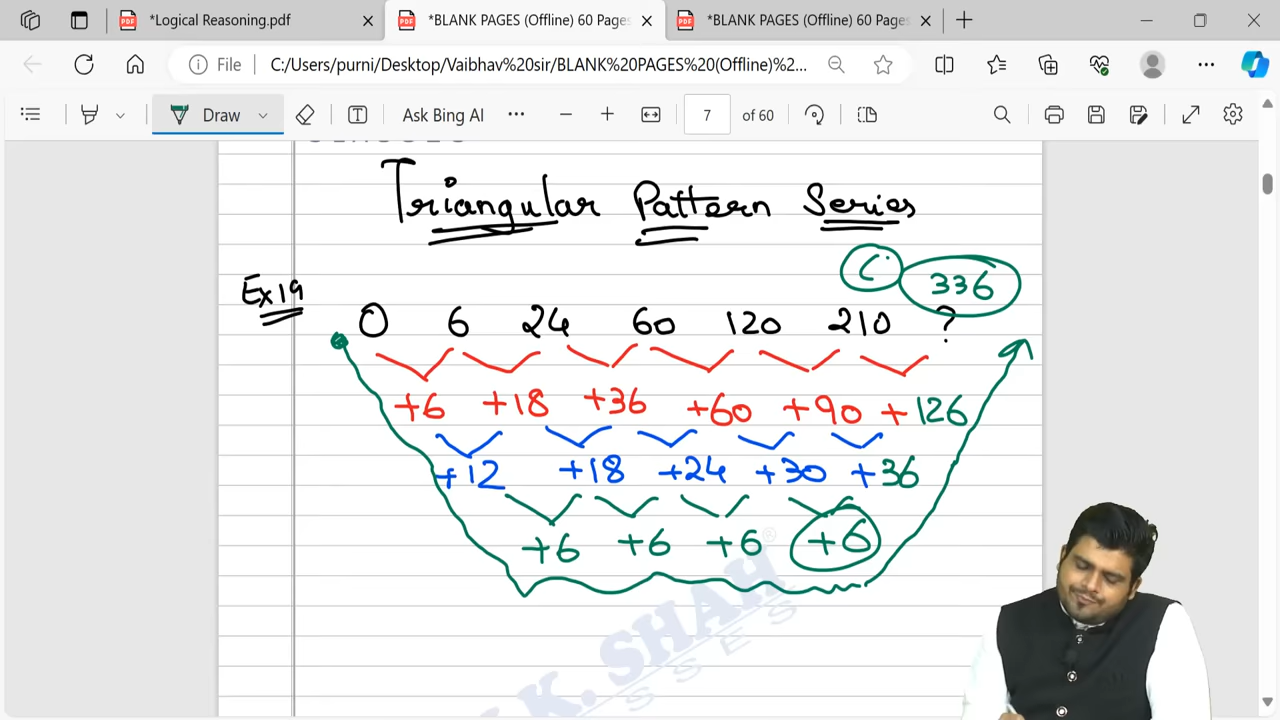 *Logical Reasoning.pdf
*BLANK PAGES (Offline) 60 Pages
*BLANK PAGES (Offline) 60 Pages
File C:/Users/purni/Desktop/Vaibhav%20sir/BLANK%20PAGES%20(Offline)%2...
Draw Ask Bing AI 7 of 60
Triangular Pattern Series
C 336
Ex19
0 6 24 60 120 210 ?
+6 +18 +36 +60 +90 +126
+12 +18 +24 +30 +36
+6 +6 +6 +6
K. SHAH